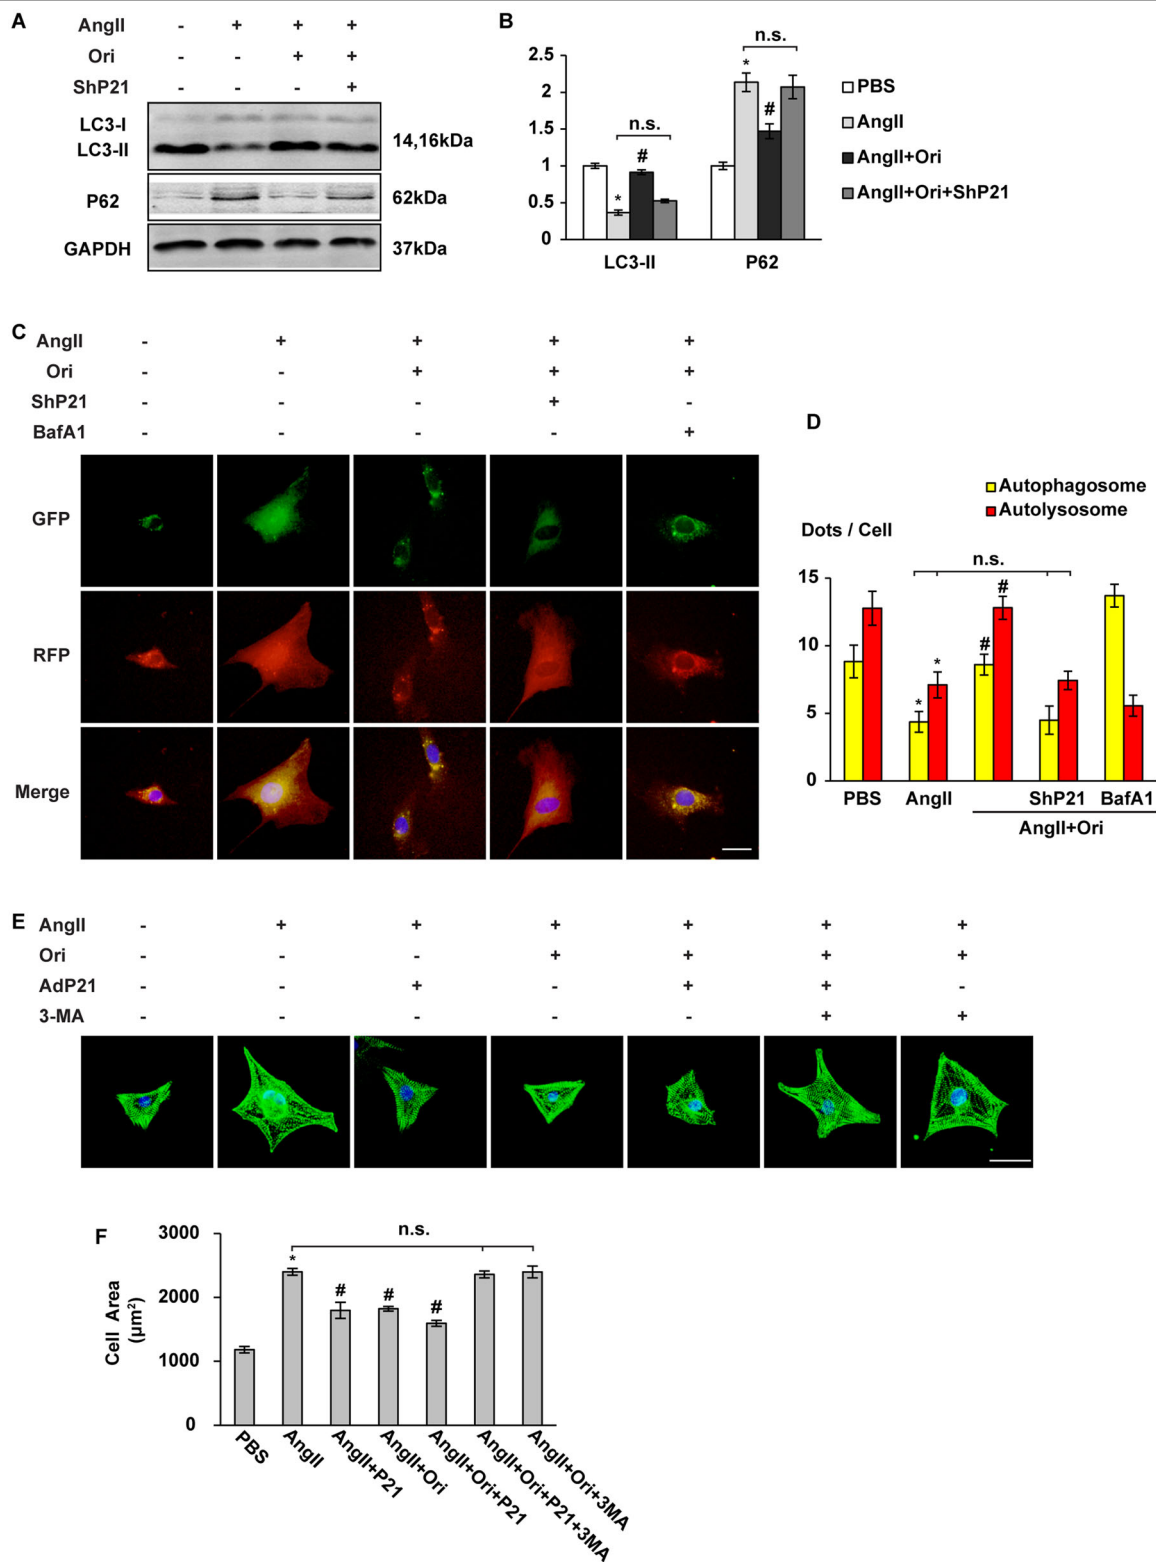 A
AngII - + + +
Ori - - + +
ShP21 - - - +
LC3-I
LC3-II
14,16kDa
P62
62kDa
GAPDH
37kDa
B
n.s.
2.5
2
1.5
1
0.5
0
n.s.
*
#
*
#
LC3-II
P62
PBS
AngII
AngII+Ori
AngII+Ori+ShP21
C
AngII - + + + +
Ori - - + + +
ShP21 - - - + -
BafA1 - - - - +
GFP
RFP
Merge
D
Autophagosome
Autolysosome
Dots / Cell
n.s.
15
10
5
0
*
*
#
#
PBS
AngII
ShP21
BafA1
AngII+Ori
E
AngII - + + + + + +
Ori - - - + + + +
AdP21 - - + - + + -
3-MA - - - - - + +
F
n.s.
3000
2000
1000
0
Cell Area
(μm²)
*
#
#
#
PBS
AngII
AngII+P21
AngII+Ori
AngII+Ori+P21
AngII+Ori+P21+3MA
AngII+Ori+3MA